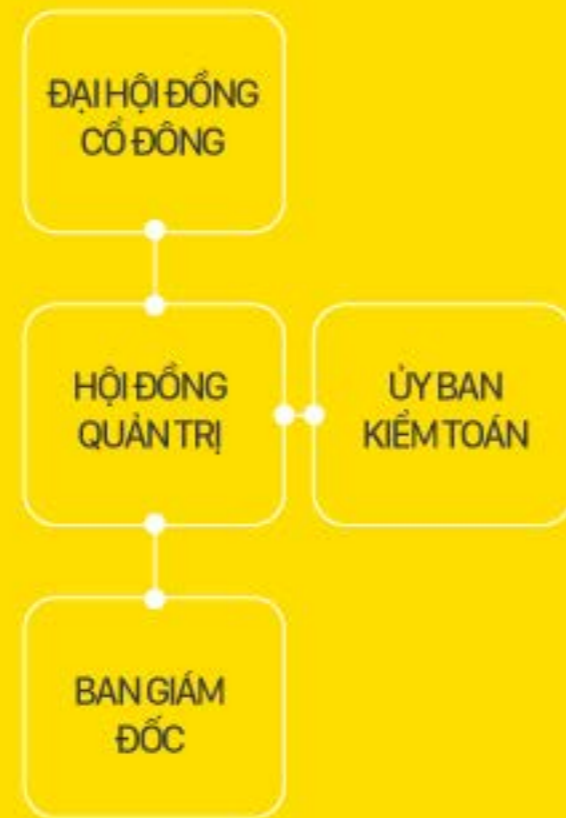 ĐẠI HỘI ĐỒNG
CỔ ĐÔNG
HỘI ĐỒNG
QUẢN TRỊ
ỦY BAN
KIỂM TOÁN
BAN GIÁM
ĐỐC